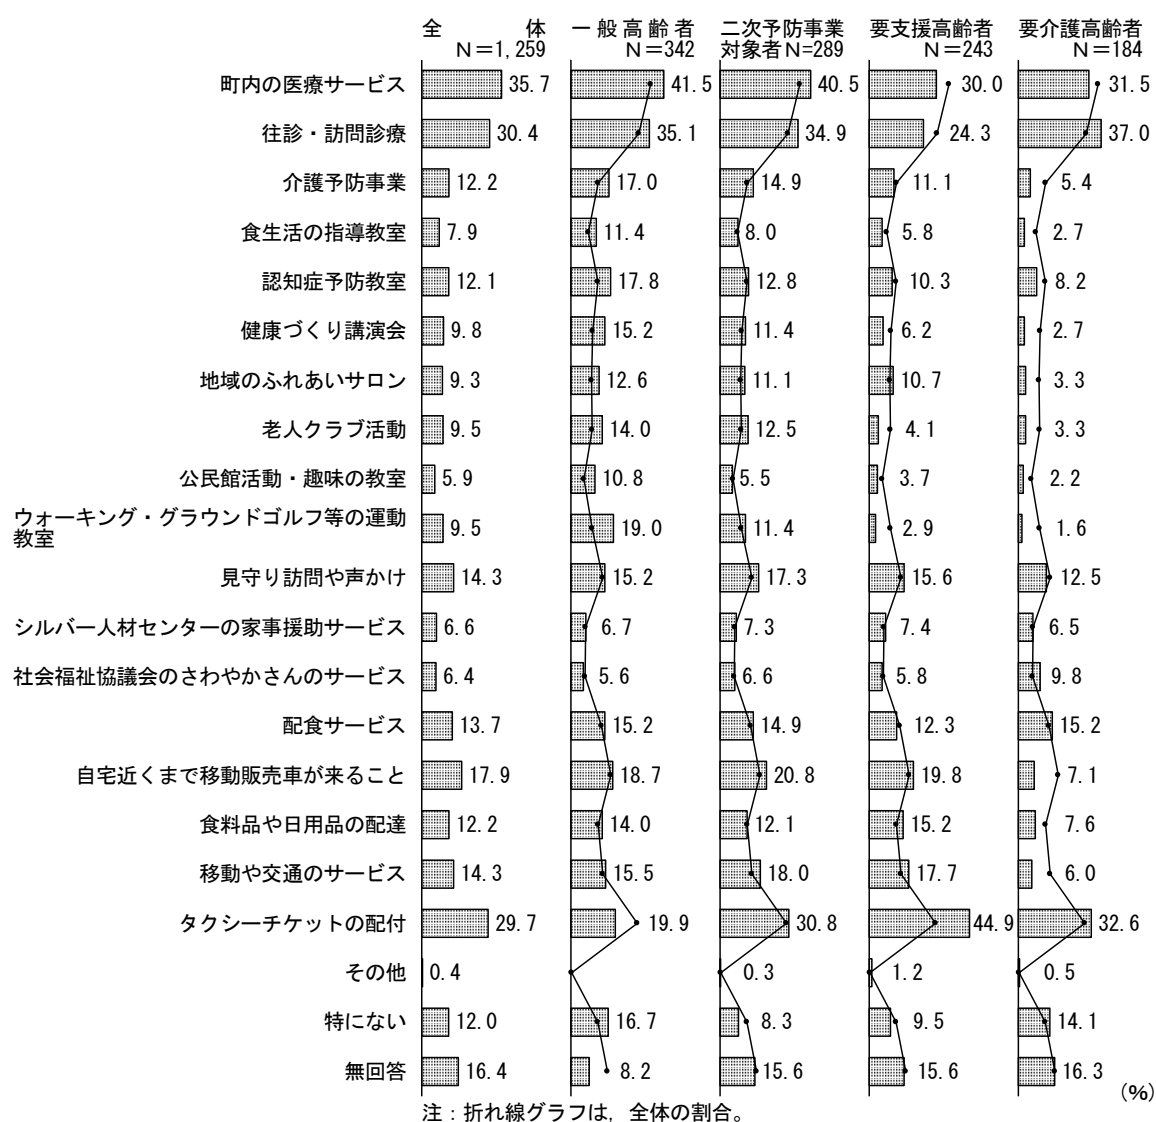 全 体 一般高齢者 二次予防事業 要支援高齢者 要介護高齢者
N=1,259 N=342 対象者N=289 N=243 N=184
町内の医療サービス 35.7 41.5 40.5 30.0 31.5
往診・訪問診療 30.4 35.1 34.9 24.3 37.0
介護予防事業 12.2 17.0 14.9 11.1 5.4
食生活の指導教室 7.9 11.4 8.0 5.8 2.7
認知症予防教室 12.1 17.8 12.8 10.3 8.2
健康づくり講演会 9.8 15.2 11.4 6.2 2.7
地域のふれあいサロン 9.3 12.6 11.1 10.7 3.3
老人クラブ活動 9.5 14.0 12.5 4.1 3.3
公民館活動・趣味の教室 5.9 10.8 5.5 3.7 2.2
ウォーキング・グラウンドゴルフ等の運動
教室 9.5 19.0 11.4 2.9 1.6
見守り訪問や声かけ 14.3 15.2 17.3 15.6 12.5
シルバー人材センターの家事援助サービス 6.6 6.7 7.3 7.4 6.5
社会福祉協議会のさわやかさんのサービス 6.4 5.6 6.6 5.8 9.8
配食サービス 13.7 15.2 14.9 12.3 15.2
自宅近くまで移動販売車が来ること 17.9 18.7 20.8 19.8 7.1
食料品や日用品の配達 12.2 14.0 12.1 15.2 7.6
移動や交通のサービス 14.3 15.5 18.0 17.7 6.0
タクシーチケットの配付 29.7 19.9 30.8 44.9 32.6
その他 0.4 0.3 1.2 0.5
特にない 12.0 16.7 8.3 9.5 14.1
無回答 16.4 8.2 15.6 15.6 16.3
(%)
注：折れ線グラフは，全体の割合。